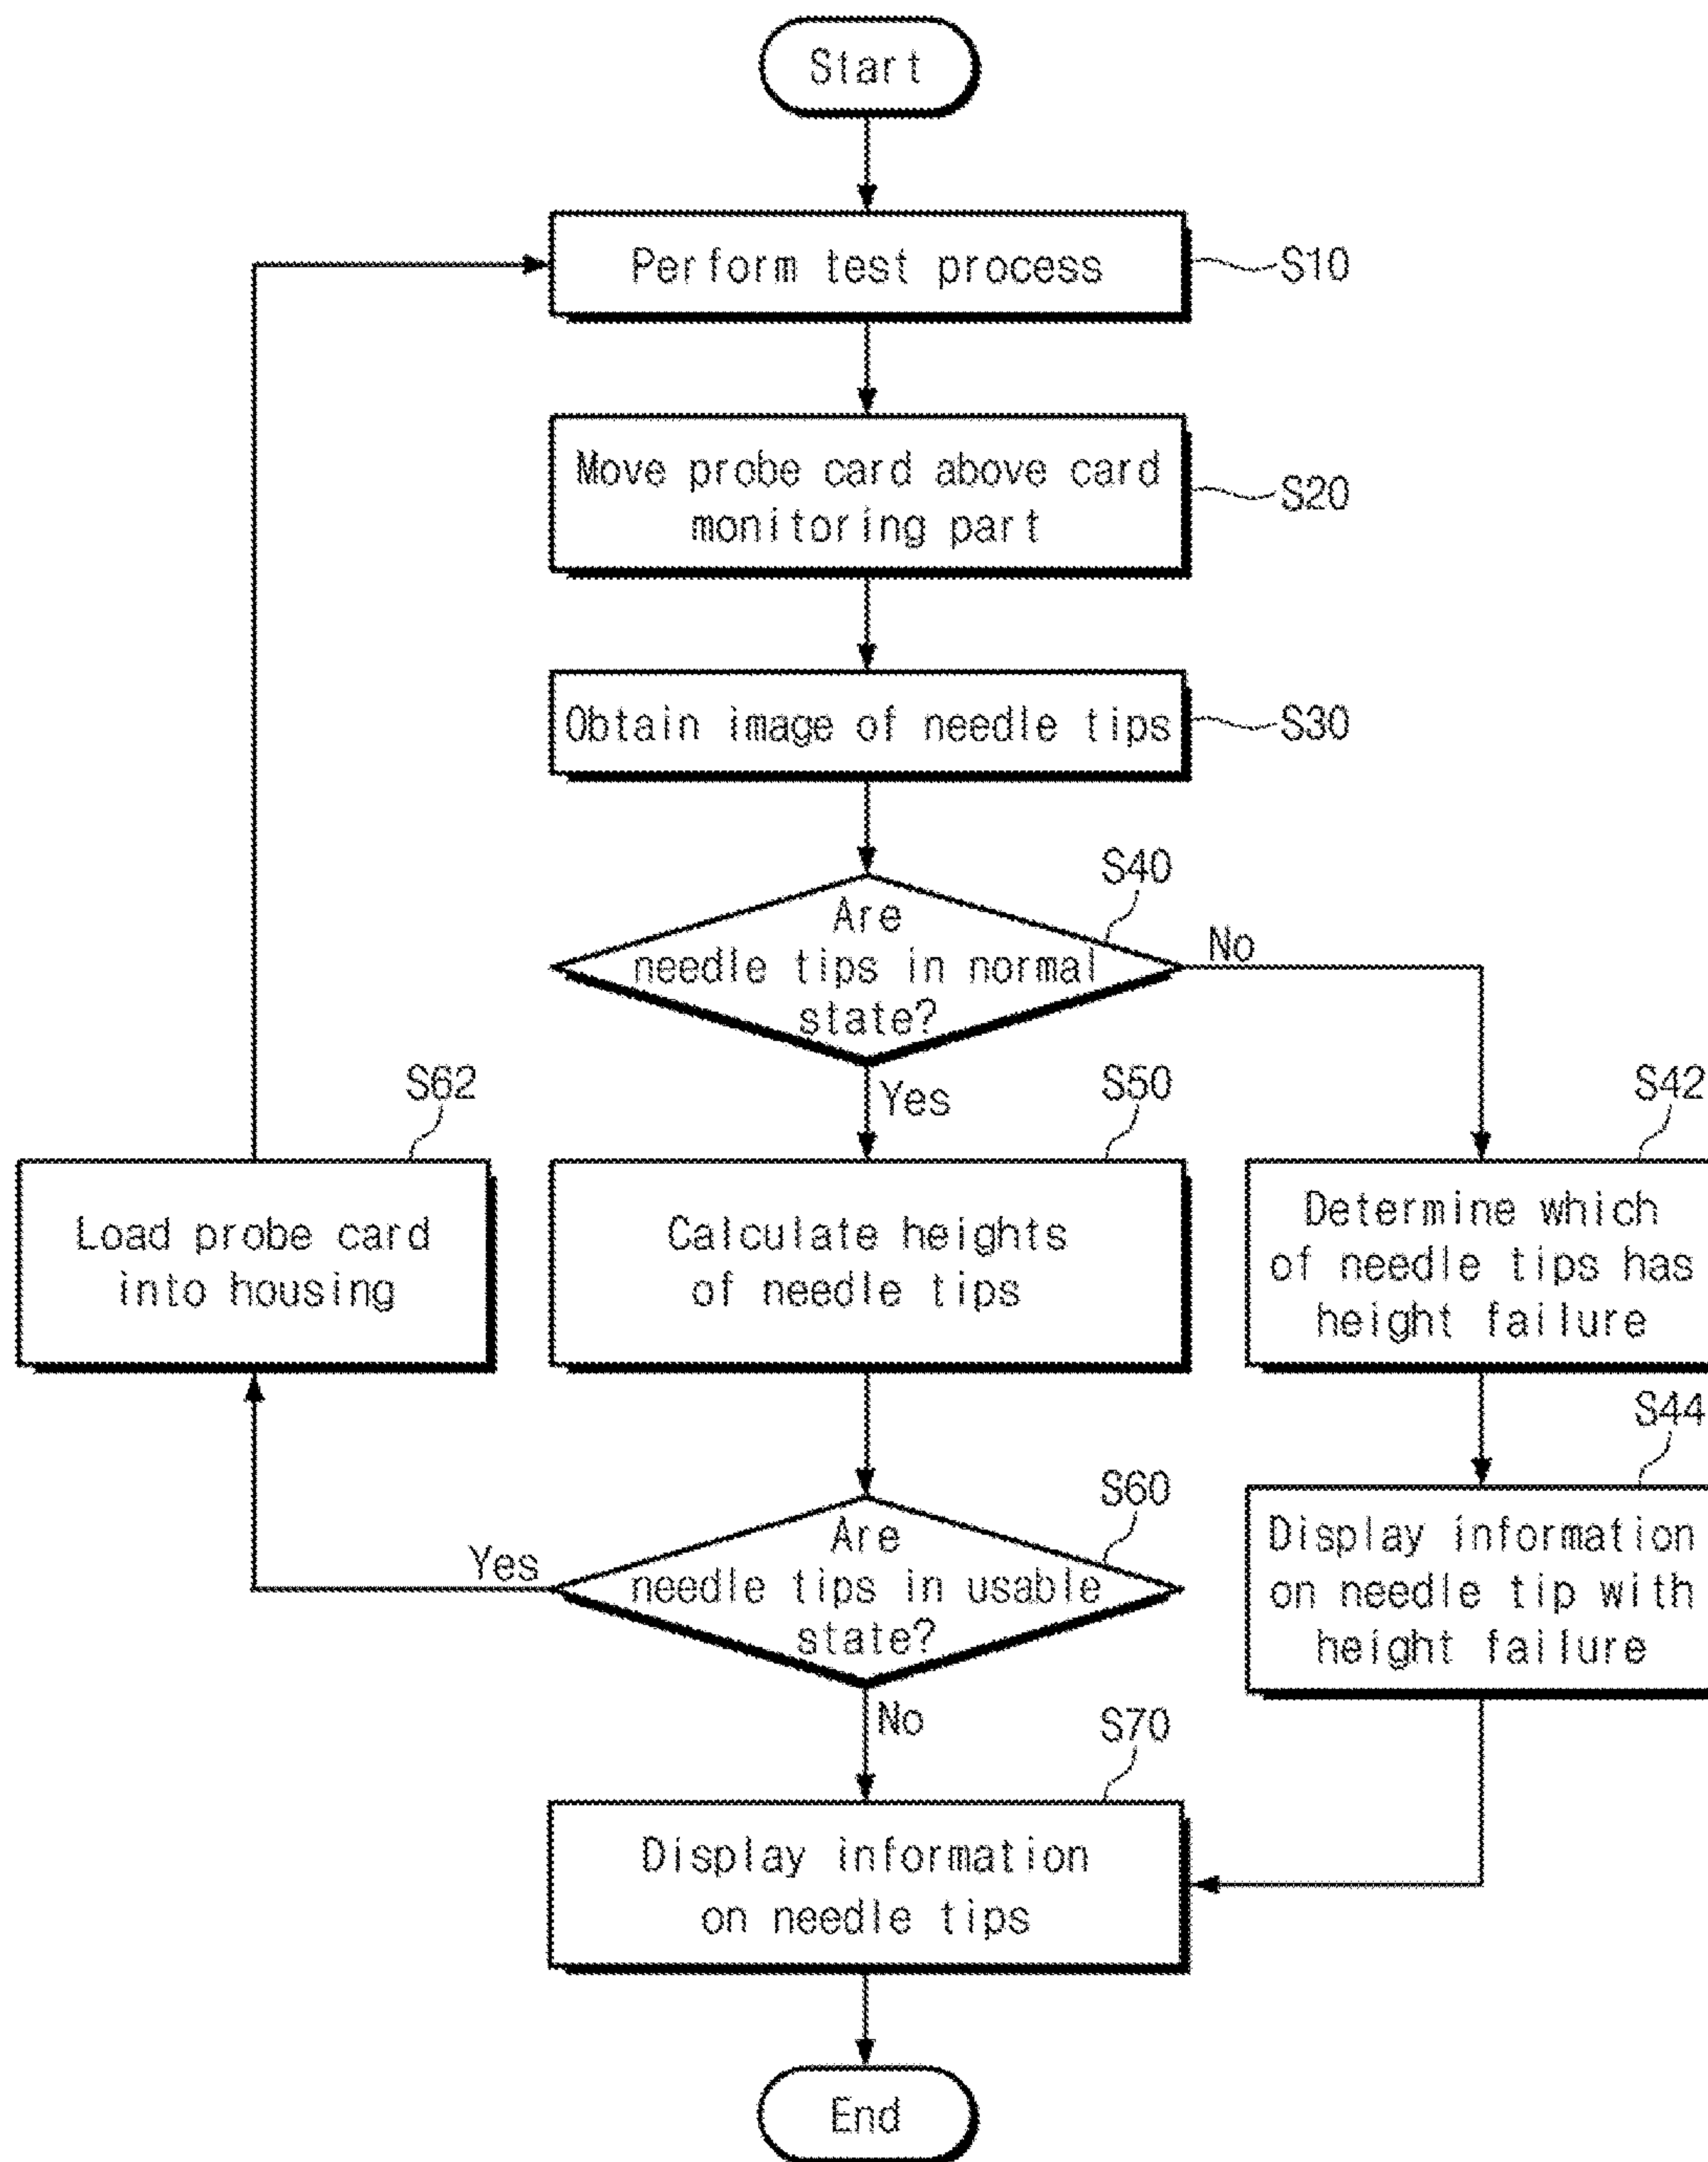 Start
Perform test process
S10
Move probe card above card
monitoring part
S20
Obtain image of needle tips
S30
S40
Are
needle tips in normal
state?
No
Yes
S62
Load probe card
into housing
S50
Calculate heights
of needle tips
S42
Determine which
of needle tips has
height failure
S44
Display information
on needle tip with
height failure
S60
Are
needle tips in usable
state?
Yes
No
S70
Display information
on needle tips
End